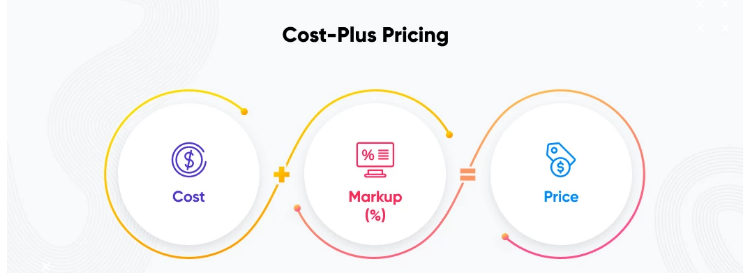 Cost-Plus Pricing
$ + % = $
Cost Markup Price
(%)